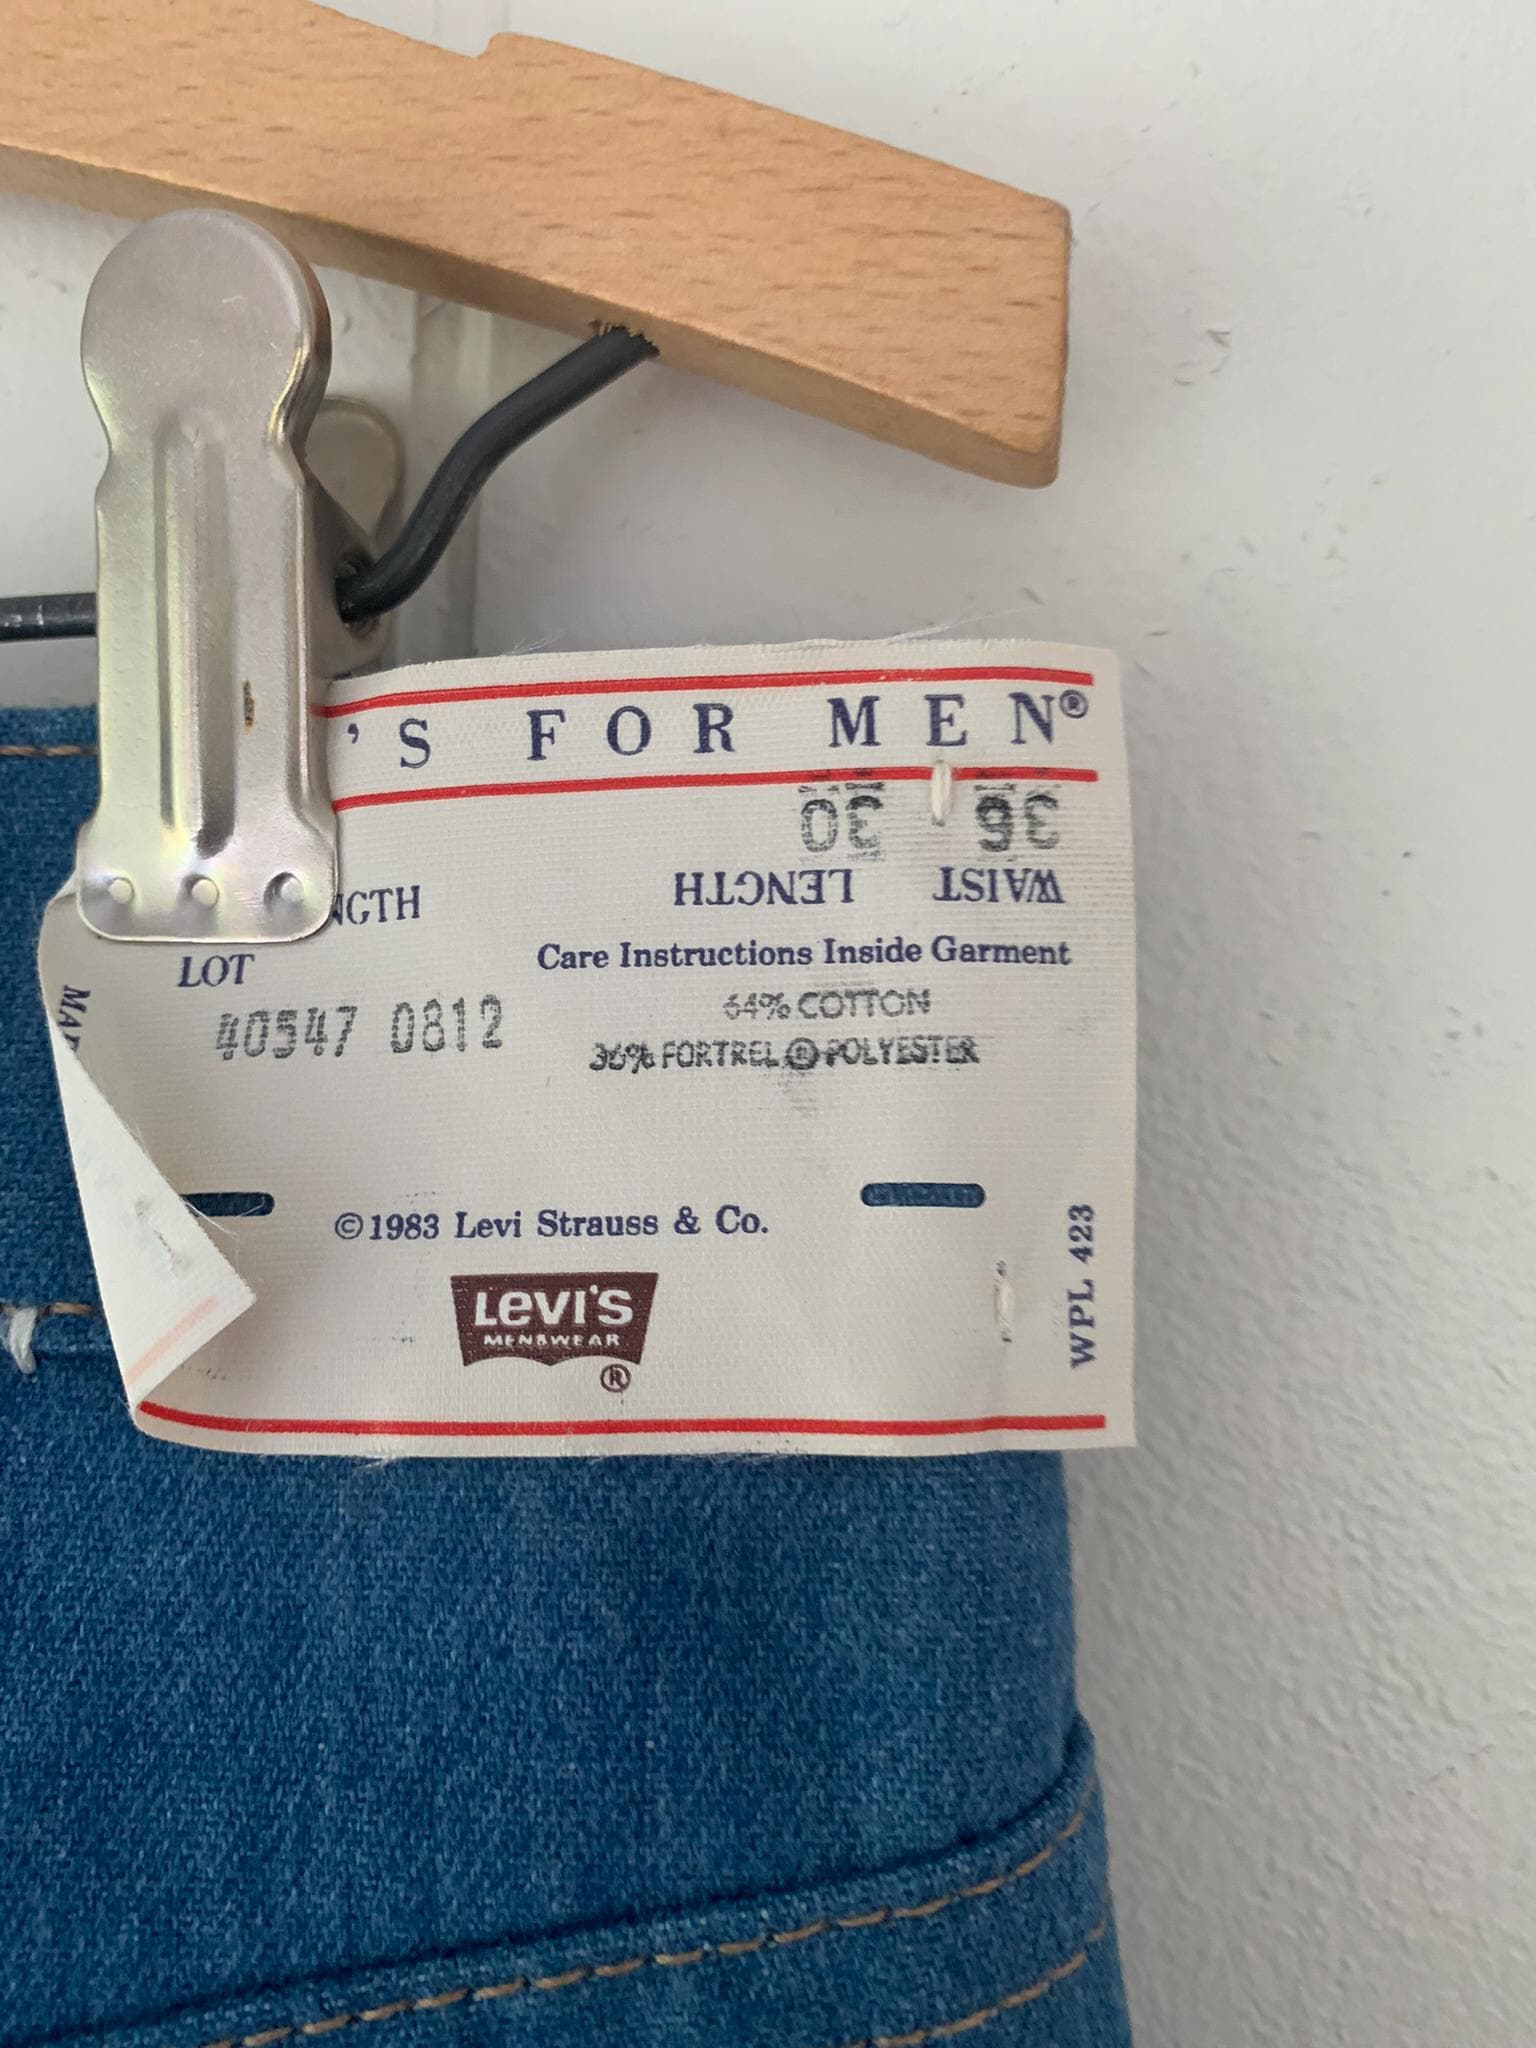 'S FOR MEN®
36 30
WAIST LENGTH
NGTH
Care Instructions Inside Garment
LOT
40547 0812
64% COTTON
36% FORTREL ® POLYESTER
©1983 Levi Strauss & Co.
WPL 423
LEVI'S
MENSWEAR
®